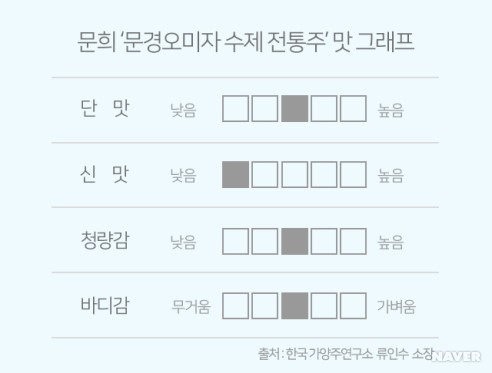 문희 '문경오미자 수제 전통주' 맛 그래프
단 맛 낮음 높음
신 맛 낮음 높음
청량감 낮음 높음
바디감 무거움 가벼움
출처 : 한국가양주연구소 류인수 소장
NAVER